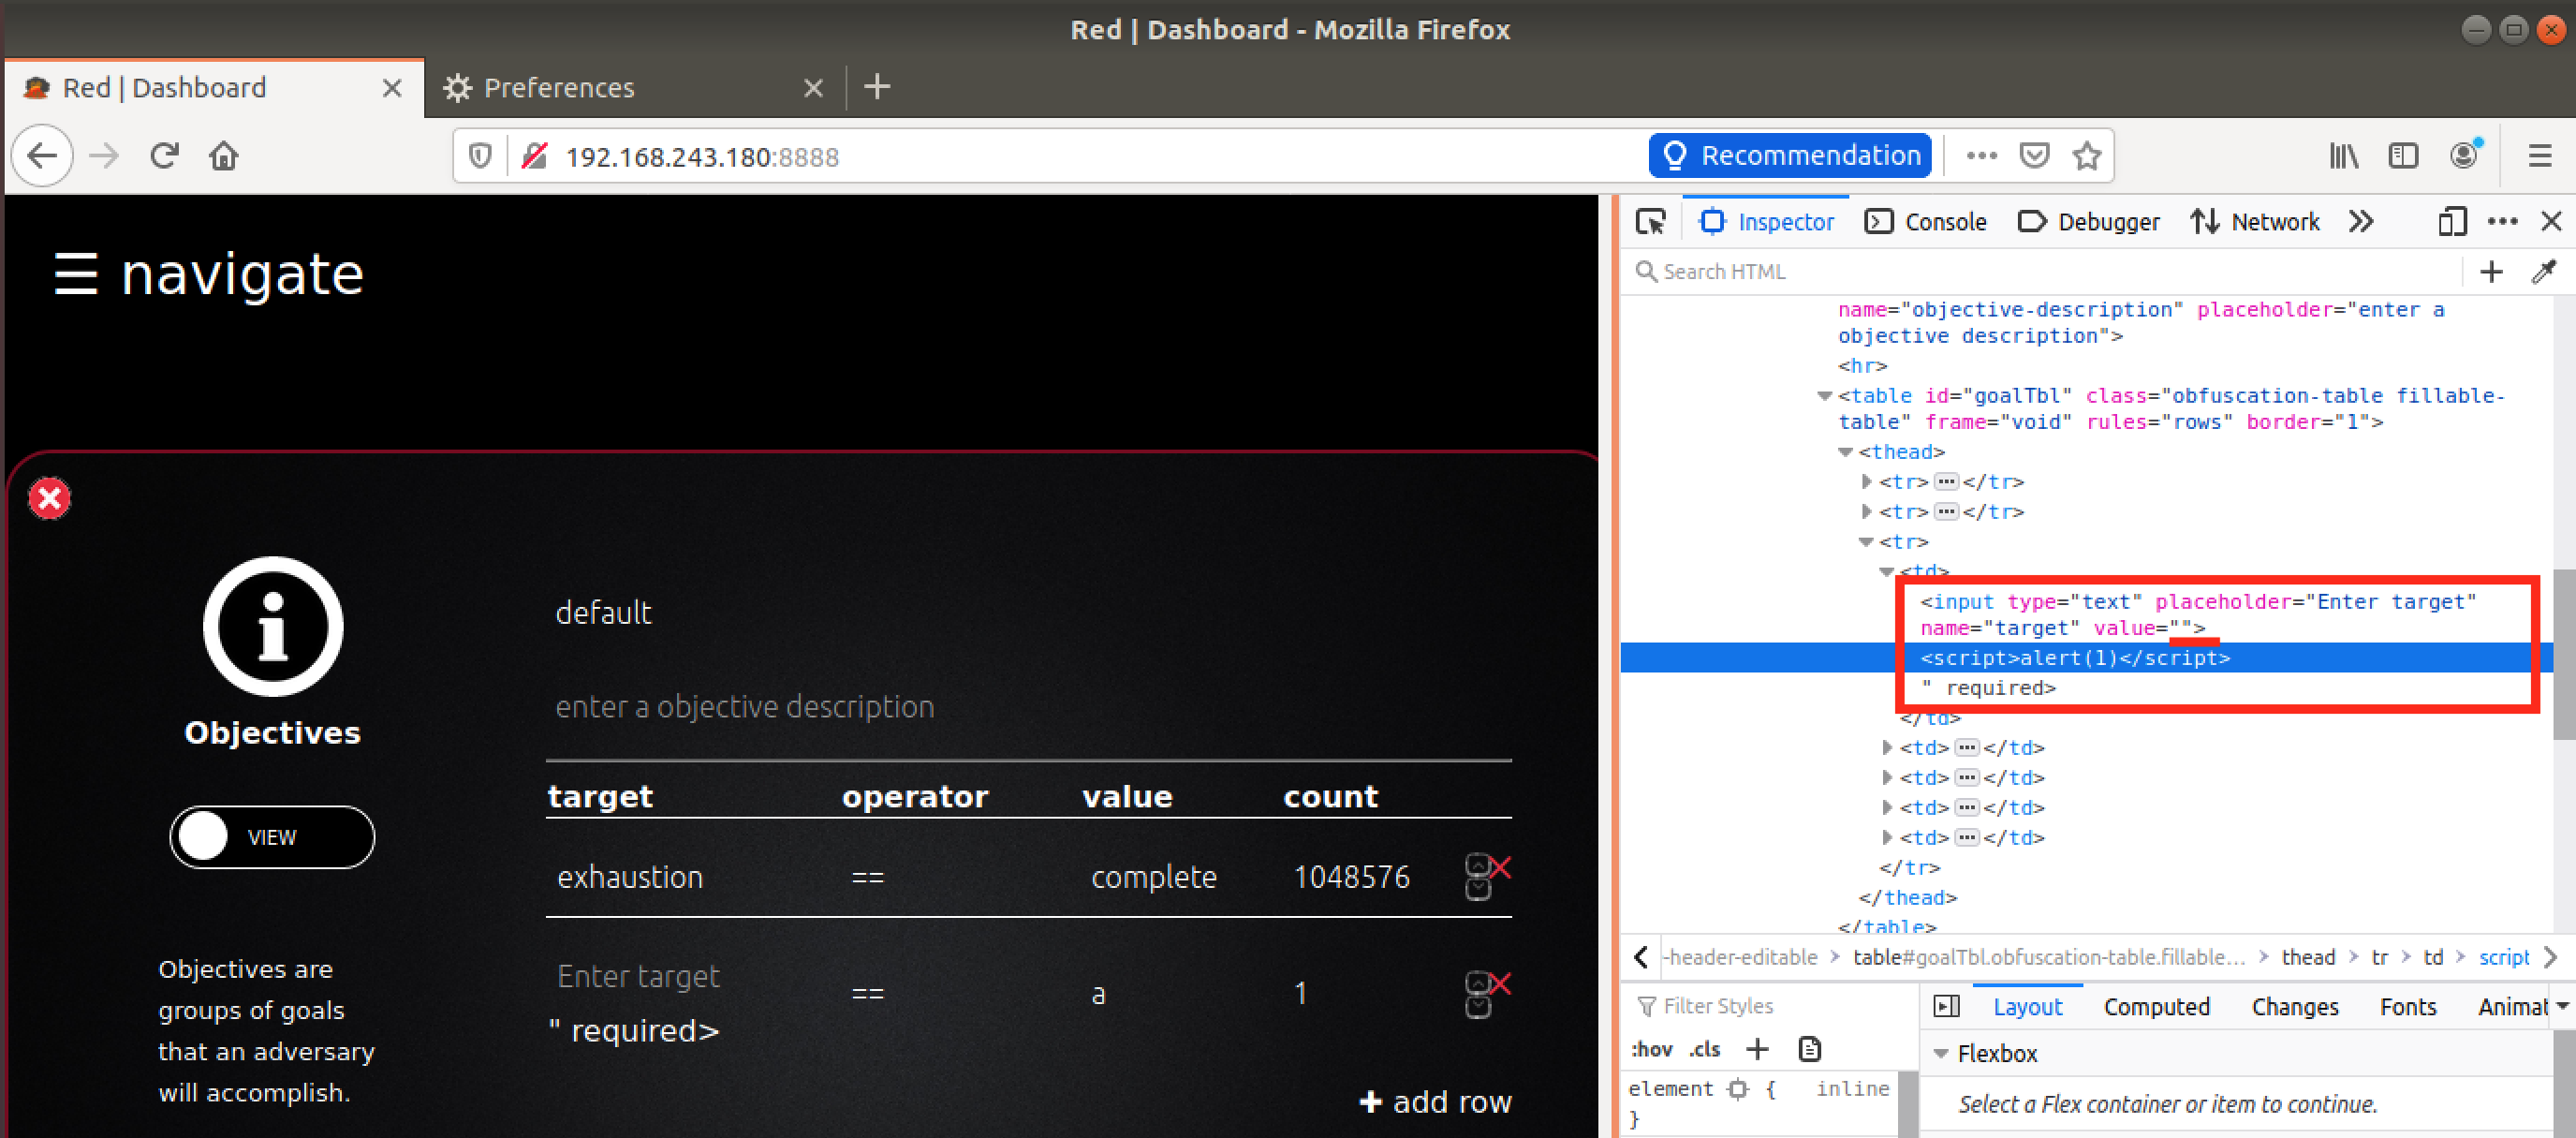 Red | Dashboard - Mozilla Firefox
Red | Dashboard
Preferences
192.168.243.180:8888
Recommendation
☰ navigate
Objectives
VIEW
Objectives are
groups of goals
that an adversary
will accomplish.
default
enter a objective description
target operator value count
exhaustion == complete 1048576
Enter target == a 1
" required>
+ add row
Inspector Console Debugger Network
Search HTML
name="objective-description" placeholder="enter a
objective description">
<hr>
<table id="goalTbl" class="obfuscation-table fillable-
table" frame="void" rules="rows" border="1">
<thead>
<tr>···</tr>
<tr>···</tr>
<tr>
<td>
<input type="text" placeholder="Enter target"
name="target" value="">
<script>alert(1)</script>
" required>
</td>
<td>···</td>
<td>···</td>
<td>···</td>
<td>···</td>
</tr>
</thead>
</table>
-header-editable > table#goalTbl.obfuscation-table.fillable… > thead > tr > td > script
Filter Styles
:hov .cls +
element { inline
}
Layout Computed Changes Fonts Animat
Flexbox
Select a Flex container or item to continue.